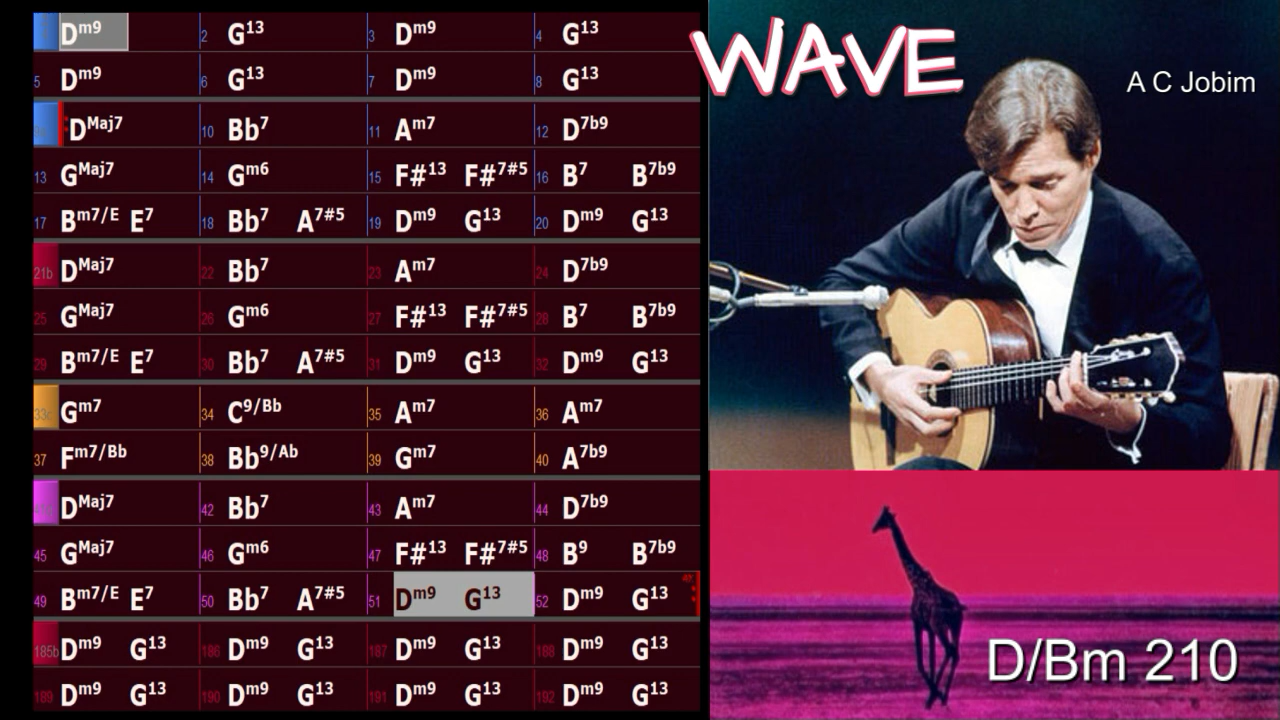 Dm9 2 G13 3 Dm9 4 G13
5 Dm9 6 G13 7 Dm9 8 G13
DMaj7 10 Bb7 11 Am7 12 D7b9
13 GMaj7 14 Gm6 15 F#13 F#7#5 16 B7 B7b9
17 Bm7/E E7 18 Bb7 A7#5 19 Dm9 G13 20 Dm9 G13
21b DMaj7 22 Bb7 23 Am7 24 D7b9
25 GMaj7 26 Gm6 27 F#13 F#7#5 28 B7 B7b9
29 Bm7/E E7 30 Bb7 A7#5 31 Dm9 G13 32 Dm9 G13
33c Gm7 34 C9/Bb 35 Am7 36 Am7
37 Fm7/Bb 38 Bb9/Ab 39 Gm7 40 A7b9
DMaj7 42 Bb7 43 Am7 44 D7b9
45 GMaj7 46 Gm6 47 F#13 F#7#5 48 B9 B7b9
49 Bm7/E E7 50 Bb7 A7#5 51 Dm9 G13 52 Dm9 G13
185b Dm9 G13 186 Dm9 G13 187 Dm9 G13 188 Dm9 G13
189 Dm9 G13 190 Dm9 G13 191 Dm9 G13 192 Dm9 G13
WAVE
A C Jobim
D/Bm 210